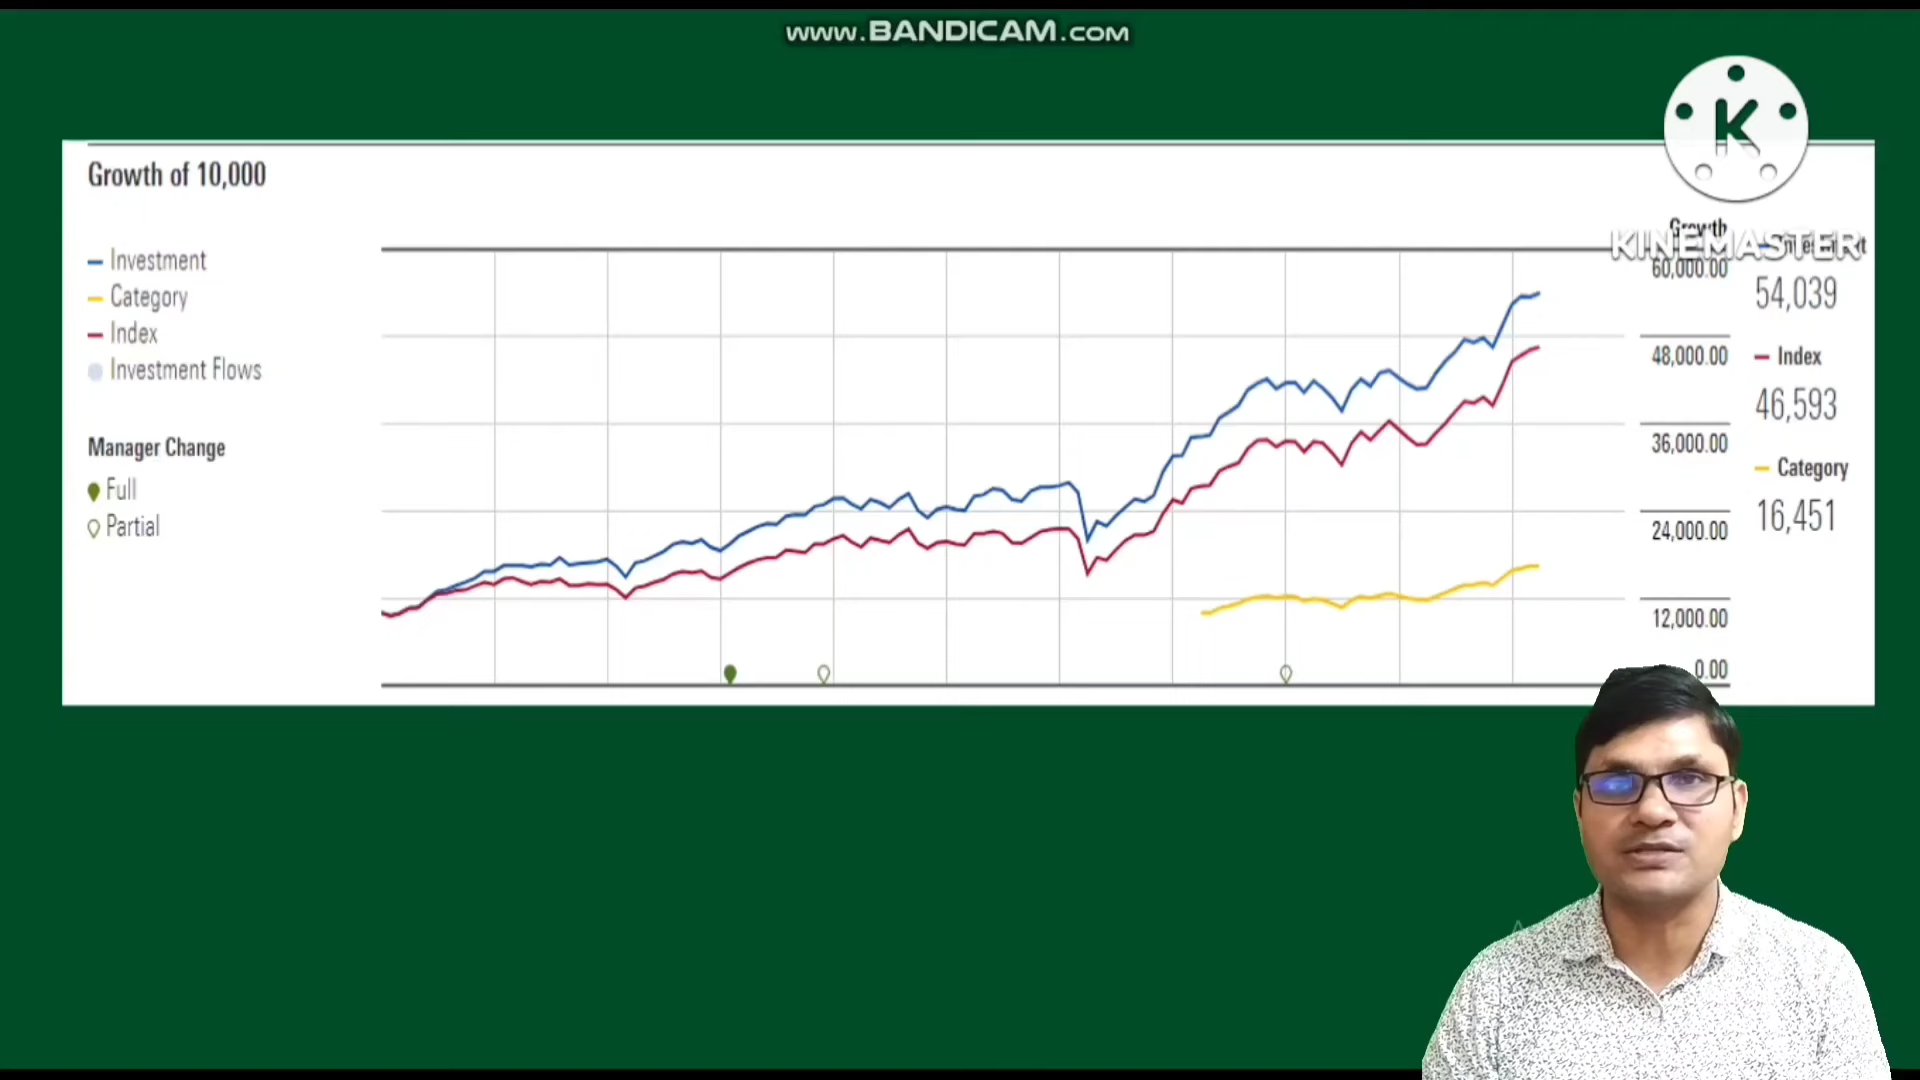 www.BANDICAM.com
K
KINEMASTER
Growth of 10,000
Investment
Category
Index
Investment Flows
Manager Change
Full
Partial
Growth
60,000.00
48,000.00
36,000.00
24,000.00
12,000.00
0.00
54,039
Index
46,593
Category
16,451